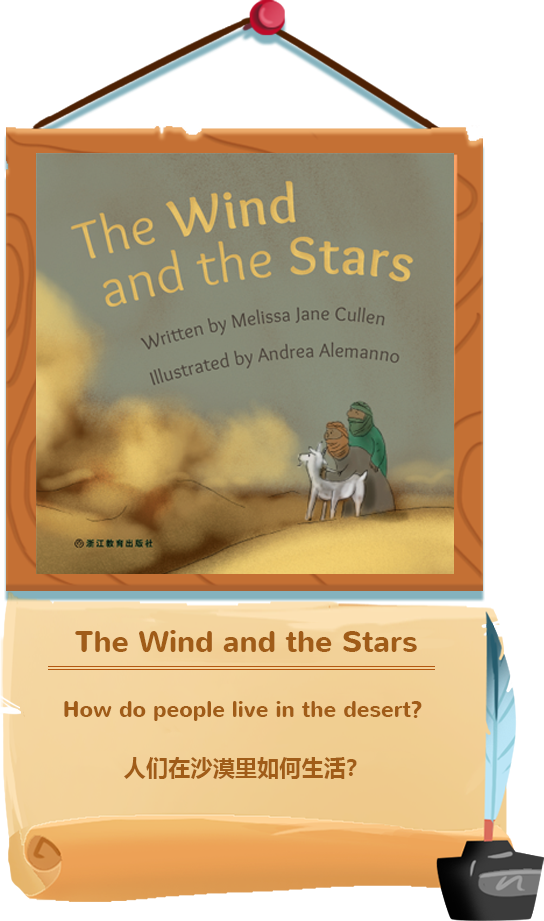 The Wind
and the Stars
Written by Melissa Jane Cullen
Illustrated by Andrea Alemanno
浙江教育出版社
The Wind and the Stars
How do people live in the desert?
人们在沙漠里如何生活?